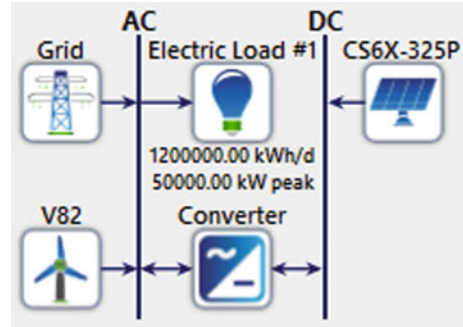 AC DC
Grid Electric Load #1 CS6X-325P
1200000.00 kWh/d
50000.00 kW peak
V82 Converter